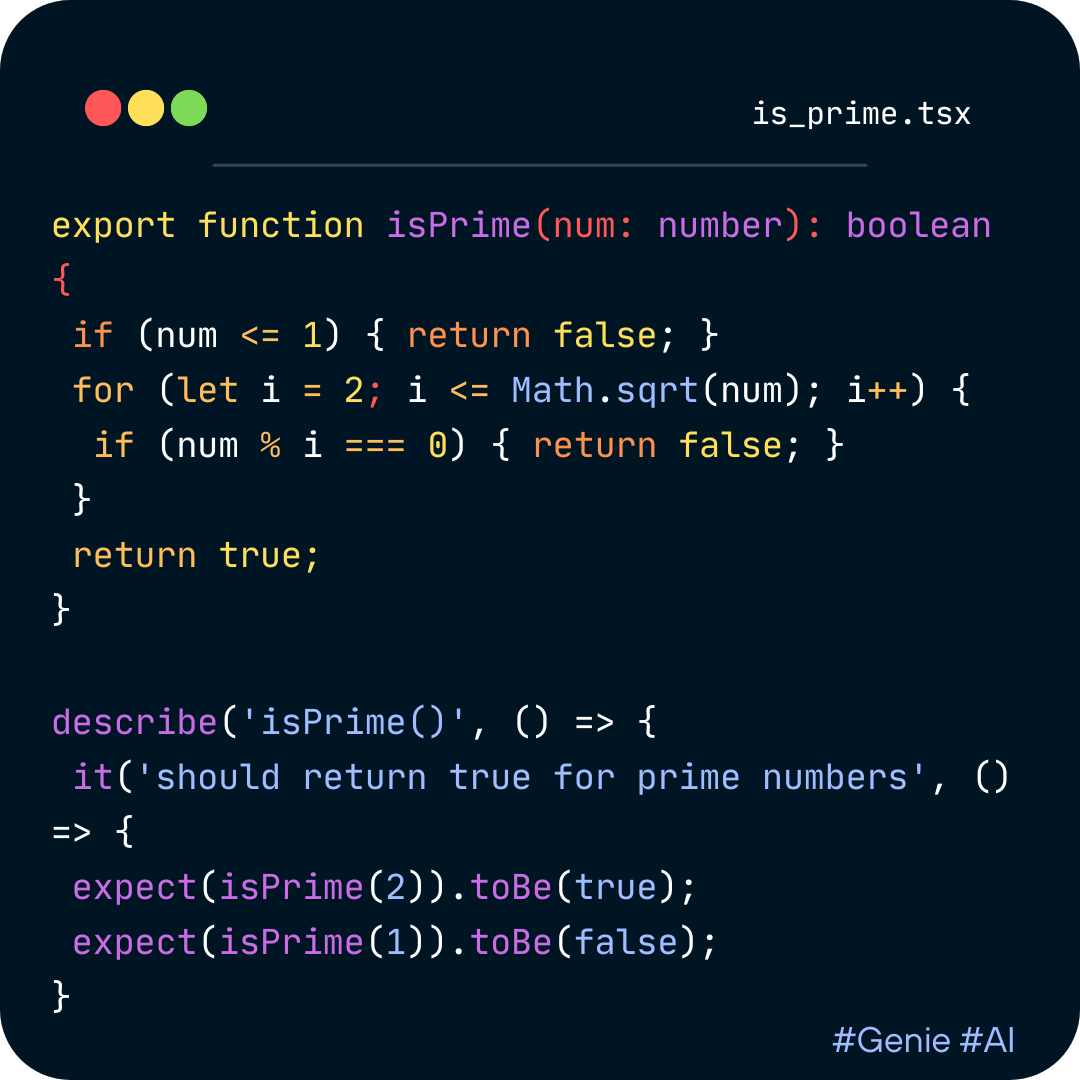 is_prime.tsx
export function isPrime(num: number): boolean
{
 if (num <= 1) { return false; }
 for (let i = 2; i <= Math.sqrt(num); i++) {
  if (num % i === 0) { return false; }
 }
 return true;
}
describe('isPrime()', () => {
 it('should return true for prime numbers', ()
=> {
 expect(isPrime(2)).toBe(true);
 expect(isPrime(1)).toBe(false);
}
#Genie #AI